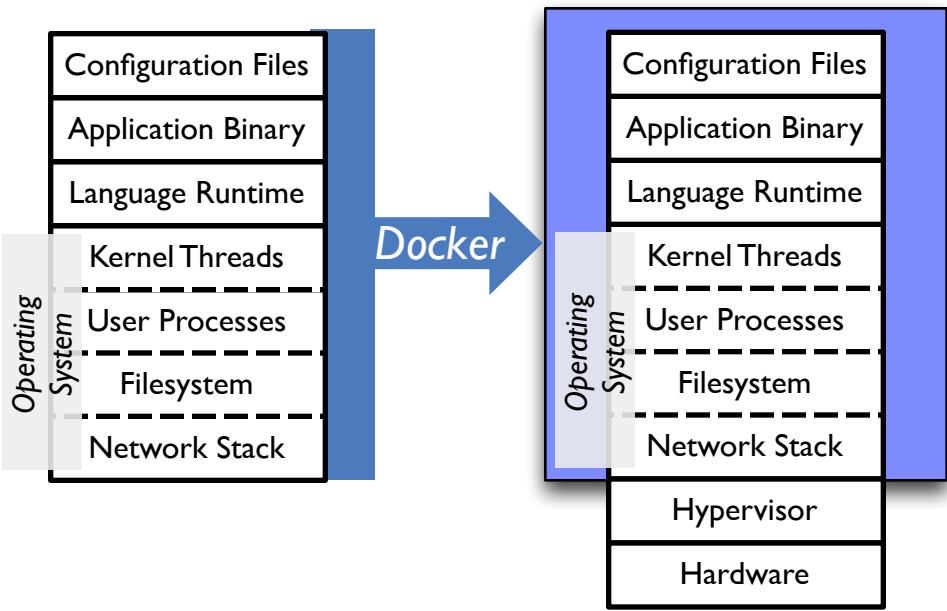 Configuration Files
Application Binary
Language Runtime
Kernel Threads
User Processes
Filesystem
Network Stack
Operating
System
Docker
Configuration Files
Application Binary
Language Runtime
Kernel Threads
User Processes
Filesystem
Network Stack
Operating
System
Hypervisor
Hardware